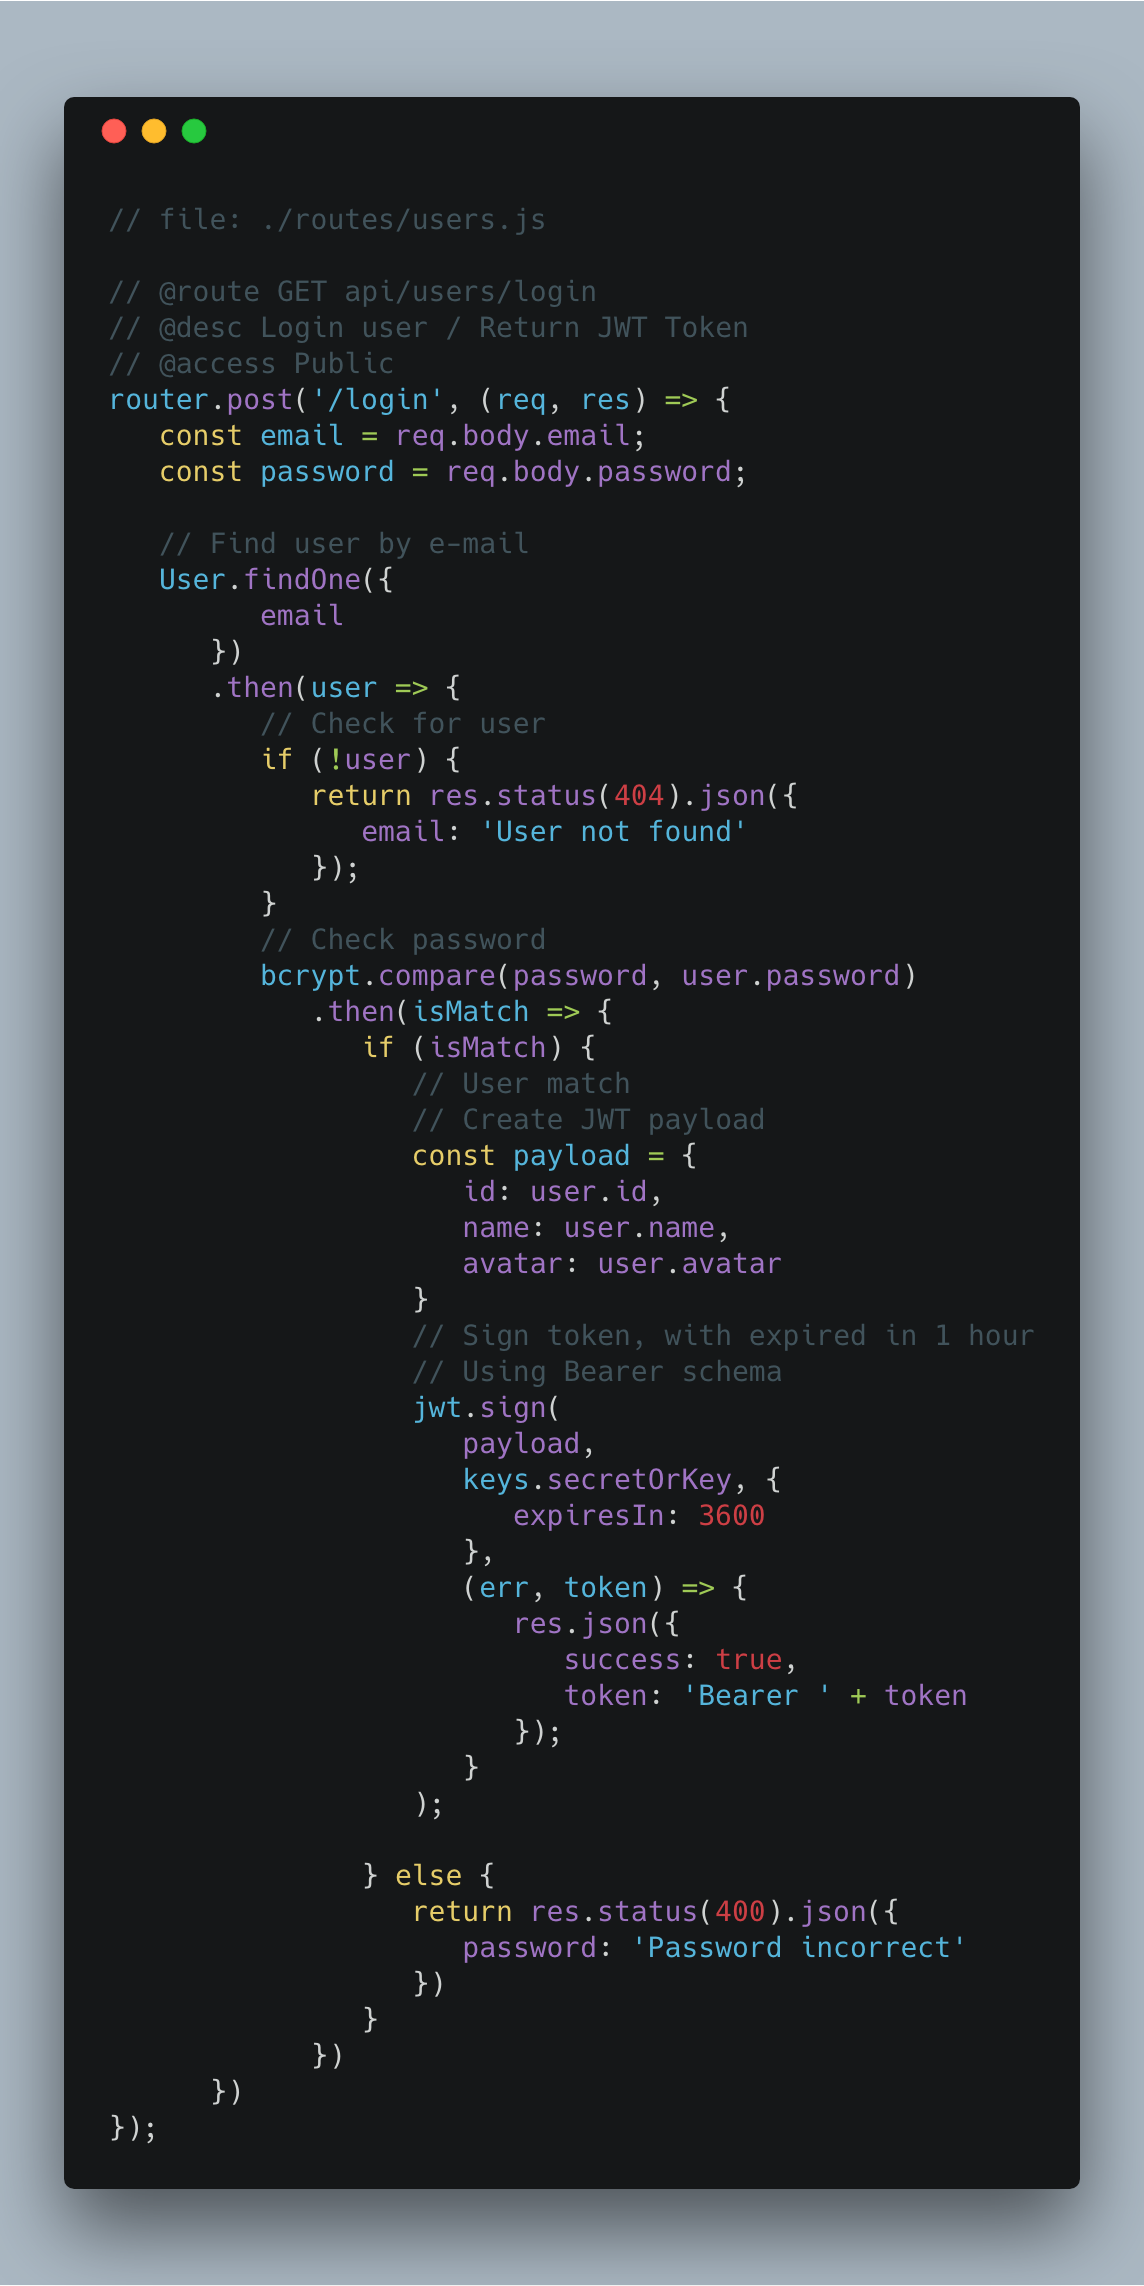 // file: ./routes/users.js

// @route GET api/users/login
// @desc Login user / Return JWT Token
// @access Public
router.post('/login', (req, res) => {
   const email = req.body.email;
   const password = req.body.password;

   // Find user by e-mail
   User.findOne({
         email
      })
      .then(user => {
         // Check for user
         if (!user) {
            return res.status(404).json({
               email: 'User not found'
            });
         }
         // Check password
         bcrypt.compare(password, user.password)
            .then(isMatch => {
               if (isMatch) {
                  // User match
                  // Create JWT payload
                  const payload = {
                     id: user.id,
                     name: user.name,
                     avatar: user.avatar
                  }
                  // Sign token, with expired in 1 hour
                  // Using Bearer schema
                  jwt.sign(
                     payload,
                     keys.secretOrKey, {
                        expiresIn: 3600
                     },
                     (err, token) => {
                        res.json({
                           success: true,
                           token: 'Bearer ' + token
                        });
                     }
                  );

               } else {
                  return res.status(400).json({
                     password: 'Password incorrect'
                  })
               }
            })
      })
});